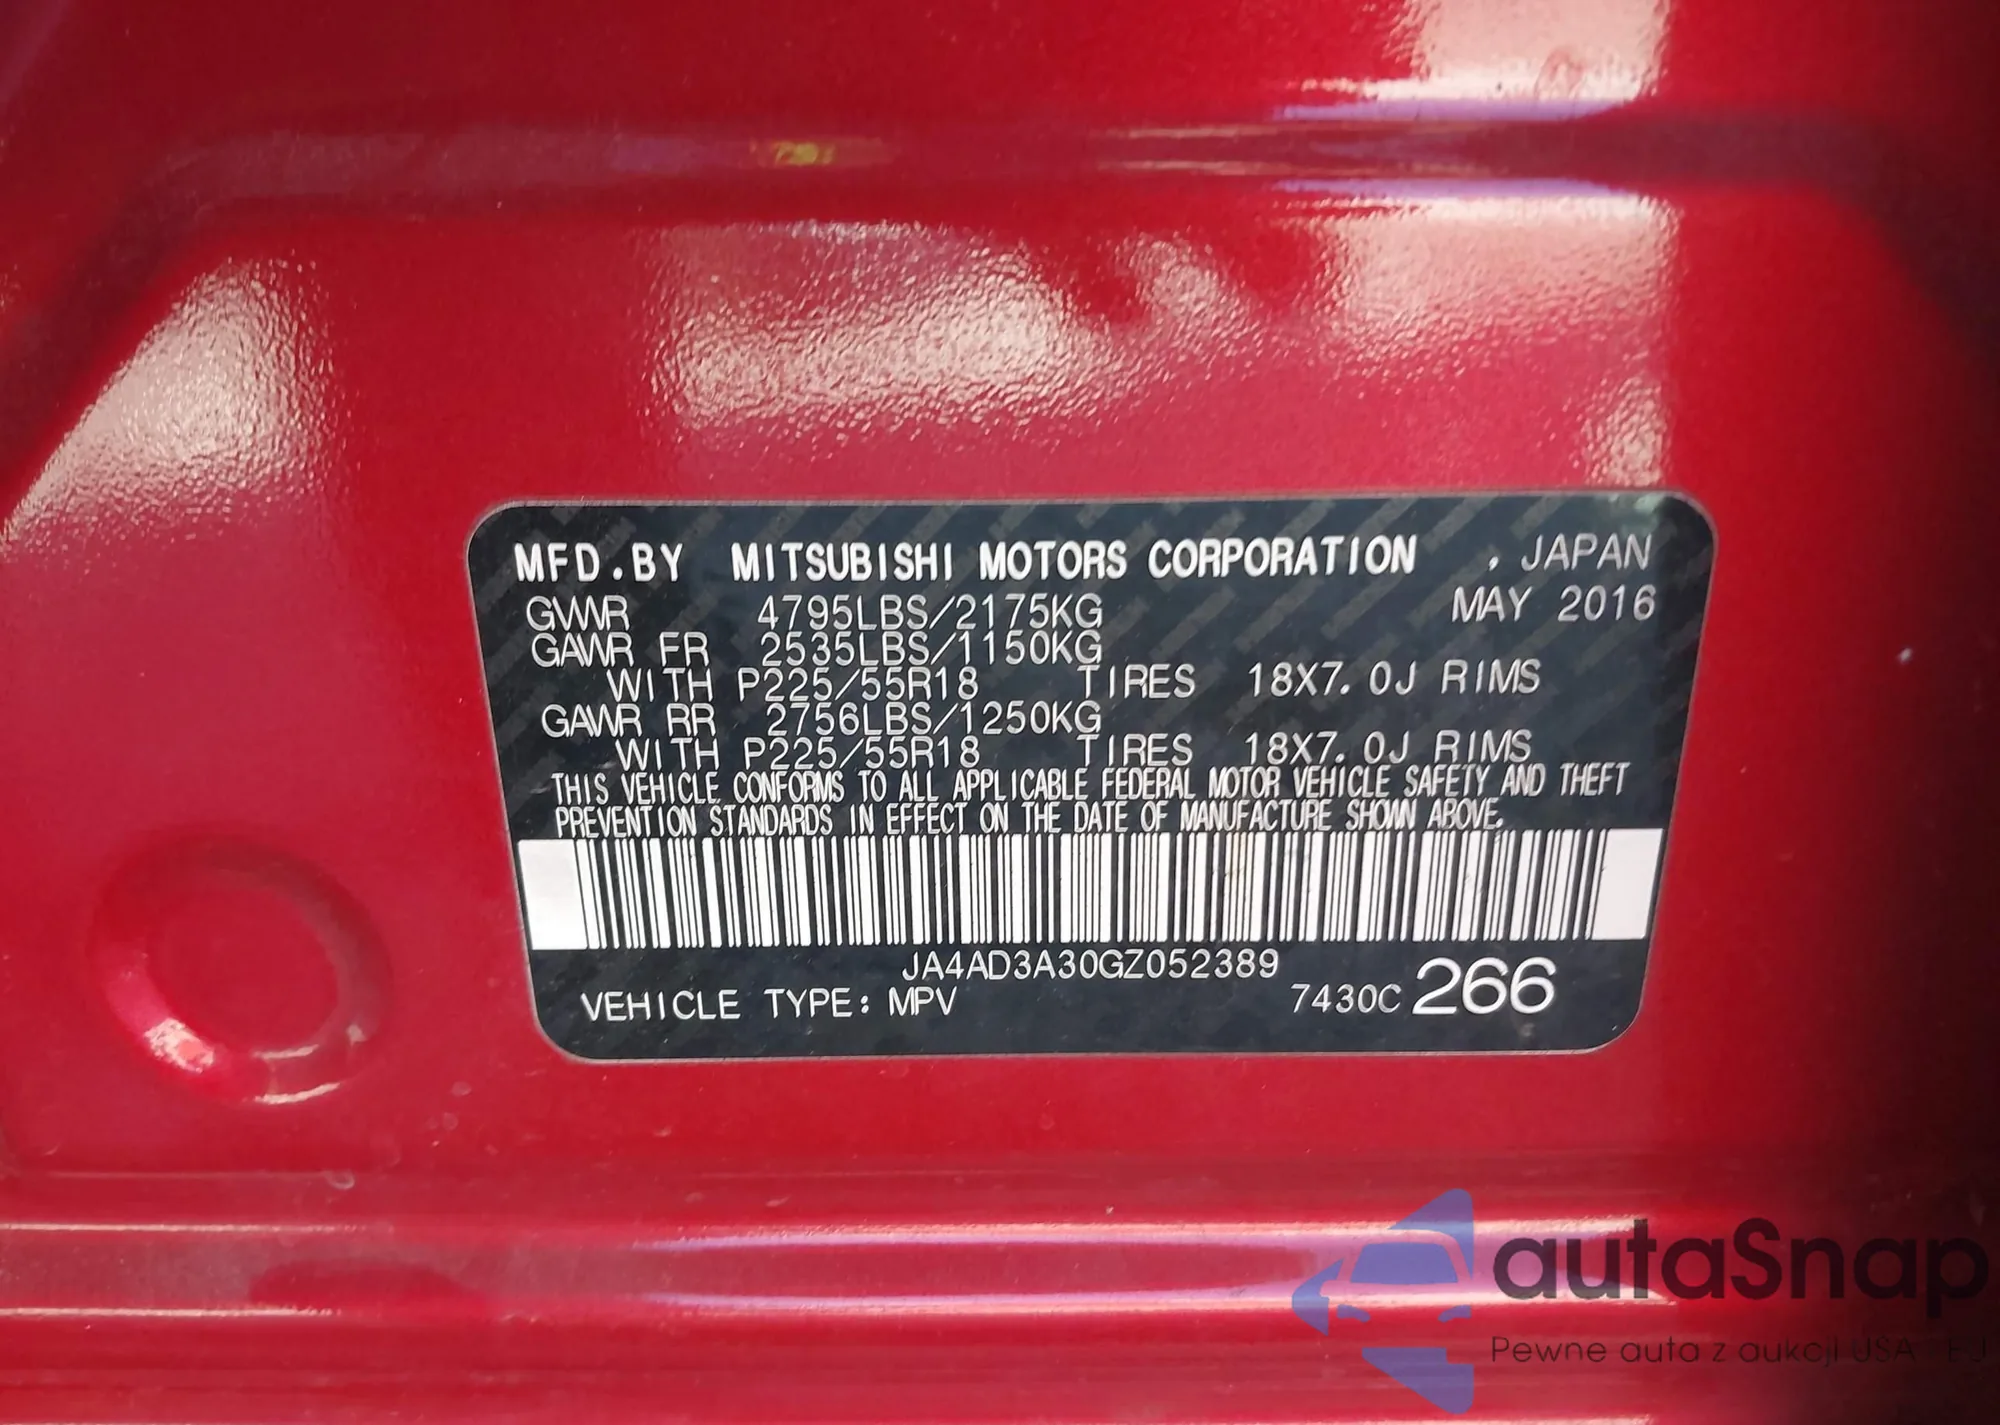 MFD.BY MITSUBISHI MOTORS CORPORATION , JAPAN
GVWR 4795LBS/2175KG MAY 2016
GAWR FR 2535LBS/1150KG
WITH P225/55R18 TIRES 18X7.0J RIMS
GAWR RR 2756LBS/1250KG
WITH P225/55R18 TIRES 18X7.0J RIMS
THIS VEHICLE CONFORMS TO ALL APPLICABLE FEDERAL MOTOR VEHICLE SAFETY AND THEFT
PREVENTION STANDARDS IN EFFECT ON THE DATE OF MANUFACTURE SHOWN ABOVE.
JA4AD3A30GZ052389
VEHICLE TYPE: MPV 7430C 266
autaSnap
Pewne auta z aukcji USA